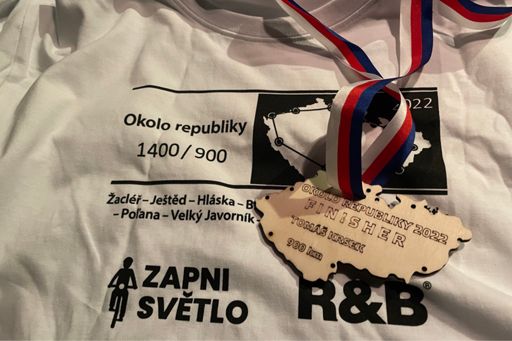 2022
Okolo republiky
1400/900
Žacléř – Ještěd – Hláska –
– Poľana – Velký Javorník
OKOLO REPUBLIKY 2022
FINISHER
TOMÁŠ
900 km
ZAPNI
SVĚTLO
R&B®